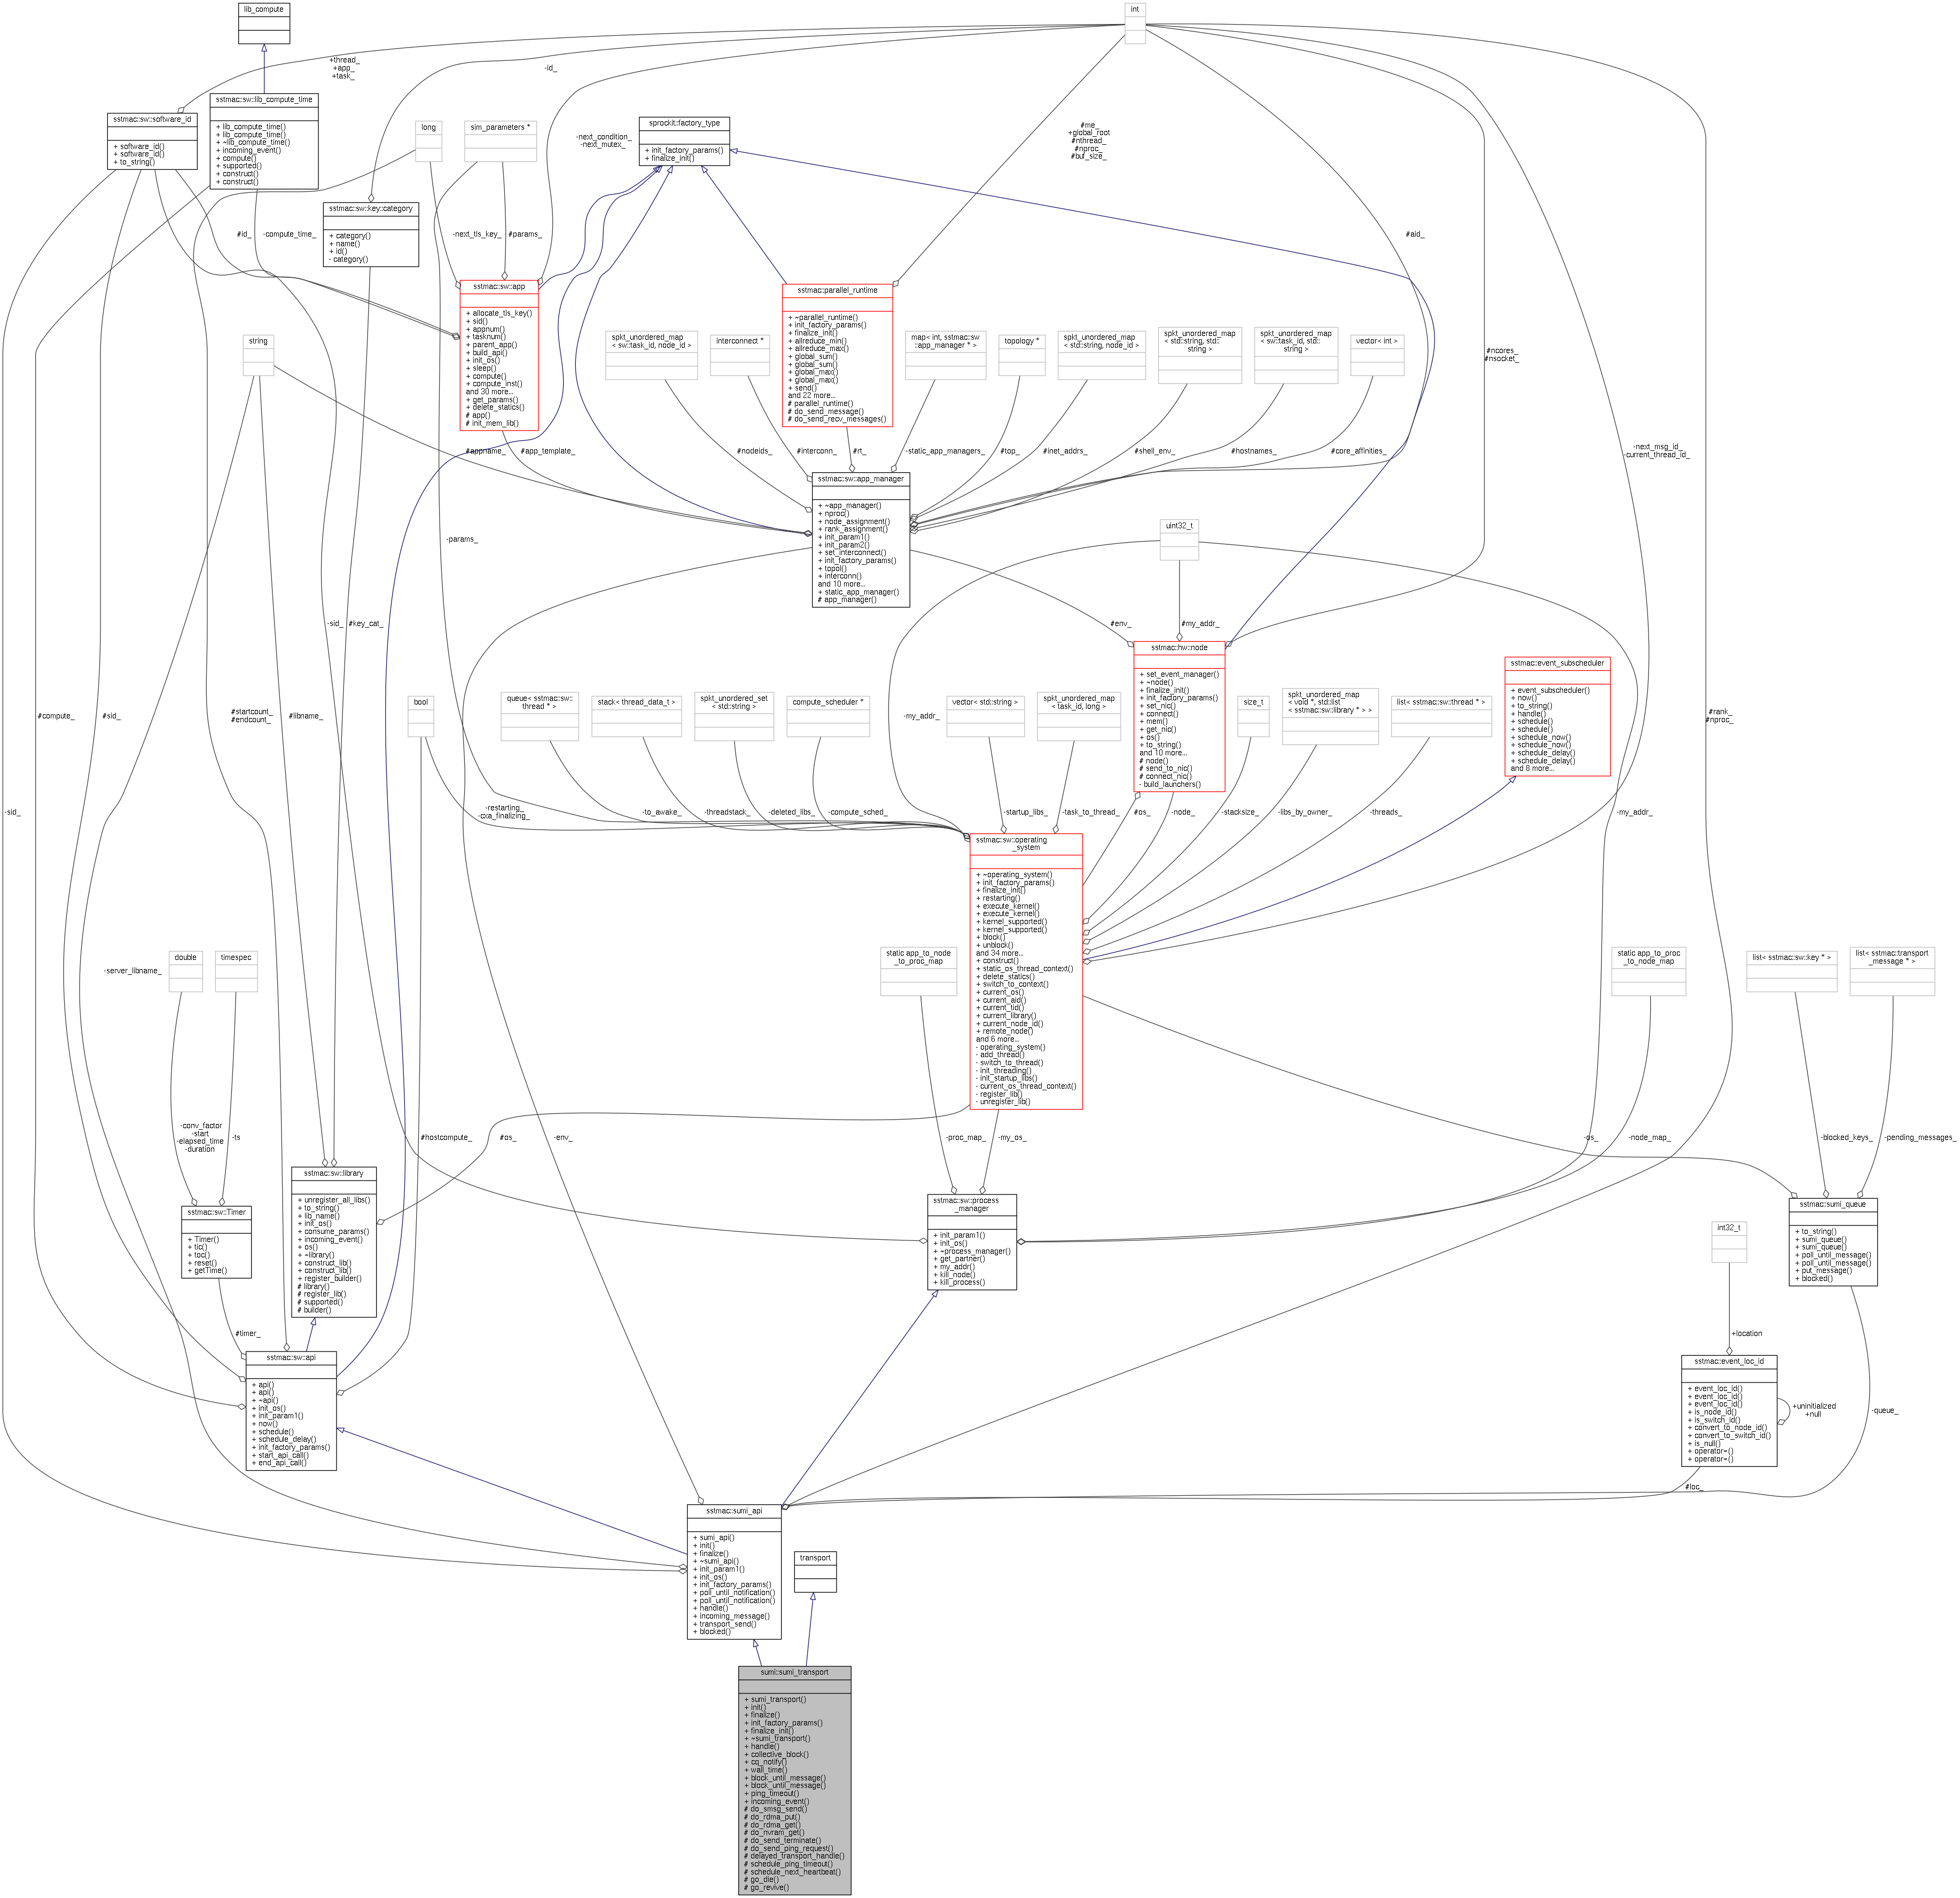 lib_compute
int
+thread_
+app_
+task_
-id_
sstmac::sw::lib_compute_time
+ lib_compute_time()
+ lib_compute_time()
+ ~lib_compute_time()
+ incoming_event()
+ compute()
+ supported()
+ construct()
+ construct()
sstmac::sw::software_id
+ software_id()
+ software_id()
+ to_string()
long
sim_parameters *
-next_condition_
-next_mutex_
sprockit::factory_type
+ init_factory_params()
+ finalize_init()
#me_
+global_root
#nthread_
#nproc_
#buf_size_
sstmac::sw::key::category
+ category()
+ name()
+ id()
- category()
#id_
-compute_time_
-next_tls_key_
#params_
#aid_
sstmac::sw::app
+ allocate_tls_key()
+ sid()
+ appnum()
+ tasknum()
+ parent_app()
+ build_api()
+ init_os()
+ sleep()
+ compute()
+ compute_inst()
and 30 more...
+ get_params()
+ delete_statics()
# app()
# init_mem_lib()
sstmac::parallel_runtime
+ ~parallel_runtime()
+ init_factory_params()
+ finalize_init()
+ allreduce_min()
+ allreduce_max()
+ global_sum()
+ global_sum()
+ global_max()
+ global_max()
+ send()
and 22 more...
# parallel_runtime()
# do_send_message()
# do_send_recv_messages()
string
spkt_unordered_map
< sw::task_id, node_id >
interconnect *
map< int, sstmac::sw
::app_manager * >
topology *
spkt_unordered_map
< std::string, node_id >
spkt_unordered_map
< std::string, std::
string >
spkt_unordered_map
< sw::task_id, std::
string >
vector< int >
#ncores_
#nsocket_
#appname_
#app_template_
#nodeids_
#interconn_
#rt_
-static_app_managers_
#top_
#inet_addrs_
#shell_env_
#hostnames_
#core_affinities_
-next_msg_id_
-current_thread_id_
sstmac::sw::app_manager
+ ~app_manager()
+ nproc()
+ node_assignment()
+ rank_assignment()
+ init_param1()
+ init_param2()
+ set_interconnect()
+ init_factory_params()
+ topol()
+ interconn()
and 10 more...
+ static_app_manager()
# app_manager()
uint32_t
-params_
-sid_
#key_cat_
#env_
#my_addr_
sstmac::hw::node
+ set_event_manager()
+ ~node()
+ finalize_init()
+ init_factory_params()
+ set_nic()
+ connect()
+ mem()
+ get_nic()
+ os()
+ to_string()
and 10 more...
# node()
# send_to_nic()
# connect_nic()
- build_launchers()
sstmac::event_subscheduler
+ event_subscheduler()
+ now()
+ to_string()
+ handle()
+ schedule()
+ schedule()
+ schedule_now()
+ schedule_now()
+ schedule_delay()
+ schedule_delay()
and 8 more...
#compute_
#sid_
#startcount_
#endcount_
#libname_
bool
queue< sstmac::sw::
thread * >
stack< thread_data_t >
spkt_unordered_set
< std::string >
compute_scheduler *
-my_addr_
vector< std::string >
spkt_unordered_map
< task_id, long >
size_t
spkt_unordered_map
< void *, std::list
< sstmac::sw::library * > >
list< sstmac::sw::thread * >
#rank_
#nproc_
-sid_
-restarting_
-cxa_finalizing_
-to_awake_
-threadstack_
-deleted_libs_
-compute_sched_
-startup_libs_
-task_to_thread_
#os_
-node_
-stacksize_
-libs_by_owner_
-threads_
-my_addr_
sstmac::sw::operating
_system
+ ~operating_system()
+ init_factory_params()
+ finalize_init()
+ restarting()
+ execute_kernel()
+ execute_kernel()
+ kernel_supported()
+ kernel_supported()
+ block()
+ unblock()
and 34 more...
+ construct()
+ static_os_thread_context()
+ delete_statics()
+ switch_to_context()
+ current_os()
+ current_aid()
+ current_tid()
+ current_library()
+ current_node_id()
+ remote_node()
and 6 more...
- operating_system()
- add_thread()
- switch_to_thread()
- init_threading()
- init_startup_libs()
- current_os_thread_context()
- register_lib()
- unregister_lib()
-server_libname_
double
timespec
static app_to_node
_to_proc_map
static app_to_proc
_to_node_map
list< sstmac::sw::key * >
list< sstmac::transport
_message * >
-conv_factor
-start
-elapsed_time
-duration
-ts
#hostcompute_
#os_
-env_
-proc_map_
-my_os_
-os_
-node_map_
-blocked_keys_
-pending_messages_
sstmac::sw::library
+ unregister_all_libs()
+ to_string()
+ lib_name()
+ init_os()
+ consume_params()
+ incoming_event()
+ os()
+ ~library()
+ construct_lib()
+ construct_lib()
+ register_builder()
# library()
# register_lib()
# supported()
# builder()
sstmac::sw::Timer
+ Timer()
+ tic()
+ toc()
+ reset()
+ getTime()
sstmac::sw::process
_manager
+ init_param1()
+ init_os()
+ ~process_manager()
+ get_partner()
+ my_addr()
+ kill_node()
+ kill_process()
int32_t
sstmac::sumi_queue
+ to_string()
+ sumi_queue()
+ sumi_queue()
+ poll_until_message()
+ poll_until_message()
+ put_message()
+ blocked()
#timer_
+location
sstmac::sw::api
+ api()
+ api()
+ ~api()
+ init_os()
+ init_param1()
+ now()
+ schedule()
+ schedule_delay()
+ init_factory_params()
+ start_api_call()
+ end_api_call()
sstmac::event_loc_id
+ event_loc_id()
+ event_loc_id()
+ event_loc_id()
+ is_node_id()
+ is_switch_id()
+ convert_to_node_id()
+ convert_to_switch_id()
+ is_null()
+ operator=()
+ operator=()
+uninitialized
+null
-queue_
#loc_
sstmac::sumi_api
+ sumi_api()
+ init()
+ finalize()
+ ~sumi_api()
+ init_param1()
+ init_os()
+ init_factory_params()
+ poll_until_notification()
+ poll_until_notification()
+ handle()
+ incoming_message()
+ transport_send()
+ blocked()
transport
sumi::sumi_transport
+ sumi_transport()
+ init()
+ finalize()
+ init_factory_params()
+ finalize_init()
+ ~sumi_transport()
+ handle()
+ collective_block()
+ cq_notify()
+ wall_time()
+ block_until_message()
+ block_until_message()
+ ping_timeout()
+ incoming_event()
# do_smsg_send()
# do_rdma_put()
# do_rdma_get()
# do_nvram_get()
# do_send_terminate()
# do_send_ping_request()
# delayed_transport_handle()
# schedule_ping_timeout()
# schedule_next_heartbeat()
# go_die()
# go_revive()